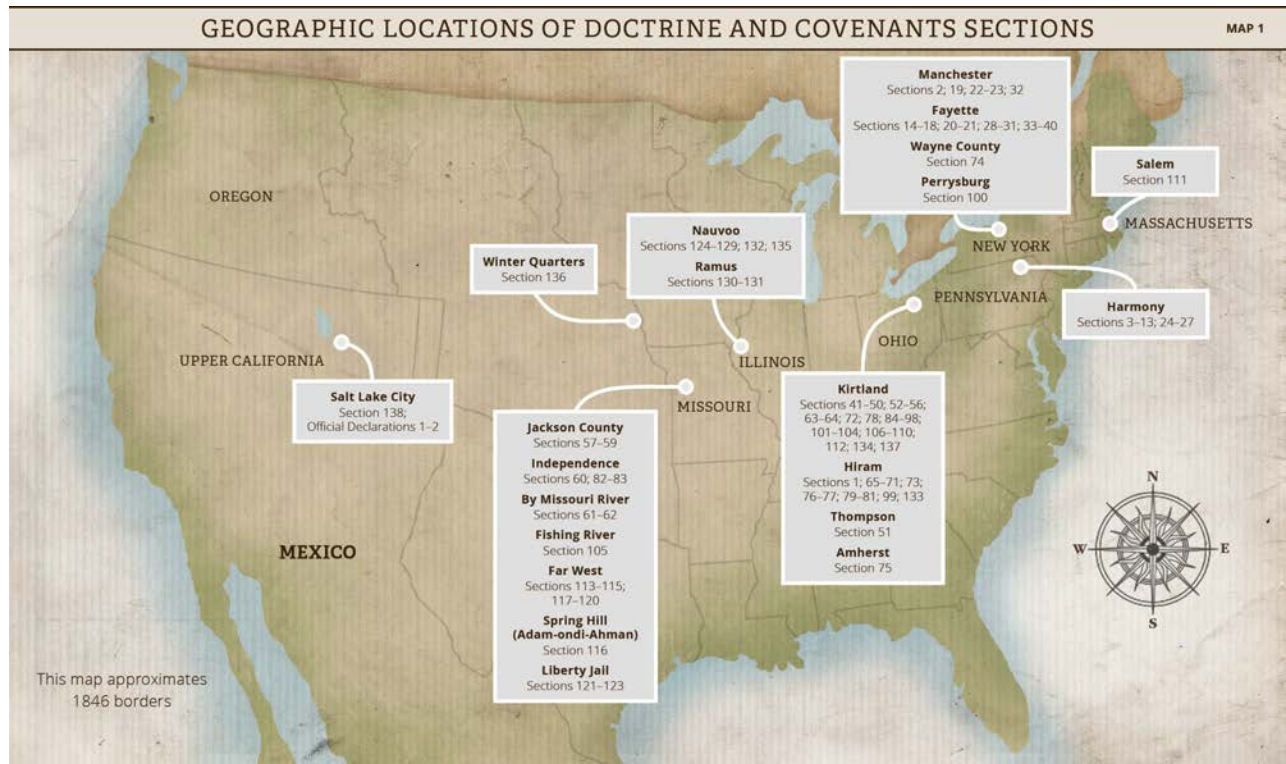 GEOGRAPHIC LOCATIONS OF DOCTRINE AND COVENANTS SECTIONS
MAP 1
Manchester
Sections 2; 19; 22–23; 32
Fayette
Sections 14–18; 20–21; 28–31; 33–40
Wayne County
Section 74
Perrysburg
Section 100
Salem
Section 111
OREGON
MASSACHUSETTS
Nauvoo
Sections 124–129; 132; 135
Ramus
Sections 130–131
NEW YORK
Winter Quarters
Section 136
PENNSYLVANIA
Harmony
Sections 3–13; 24–27
OHIO
UPPER CALIFORNIA
ILLINOIS
Salt Lake City
Section 138;
Official Declarations 1–2
MISSOURI
Kirtland
Sections 41–50; 52–56;
63–64; 72; 78; 84–98;
101–104; 106–110;
112; 134; 137
Hiram
Sections 1; 65–71; 73;
76–77; 79–81; 99; 133
Thompson
Section 51
Amherst
Section 75
Jackson County
Sections 57–59
Independence
Sections 60; 82–83
By Missouri River
Sections 61–62
Fishing River
Section 105
Far West
Sections 113–115;
117–120
Spring Hill
(Adam-ondi-Ahman)
Section 116
Liberty Jail
Sections 121–123
MEXICO
N
W
E
S
This map approximates
1846 borders